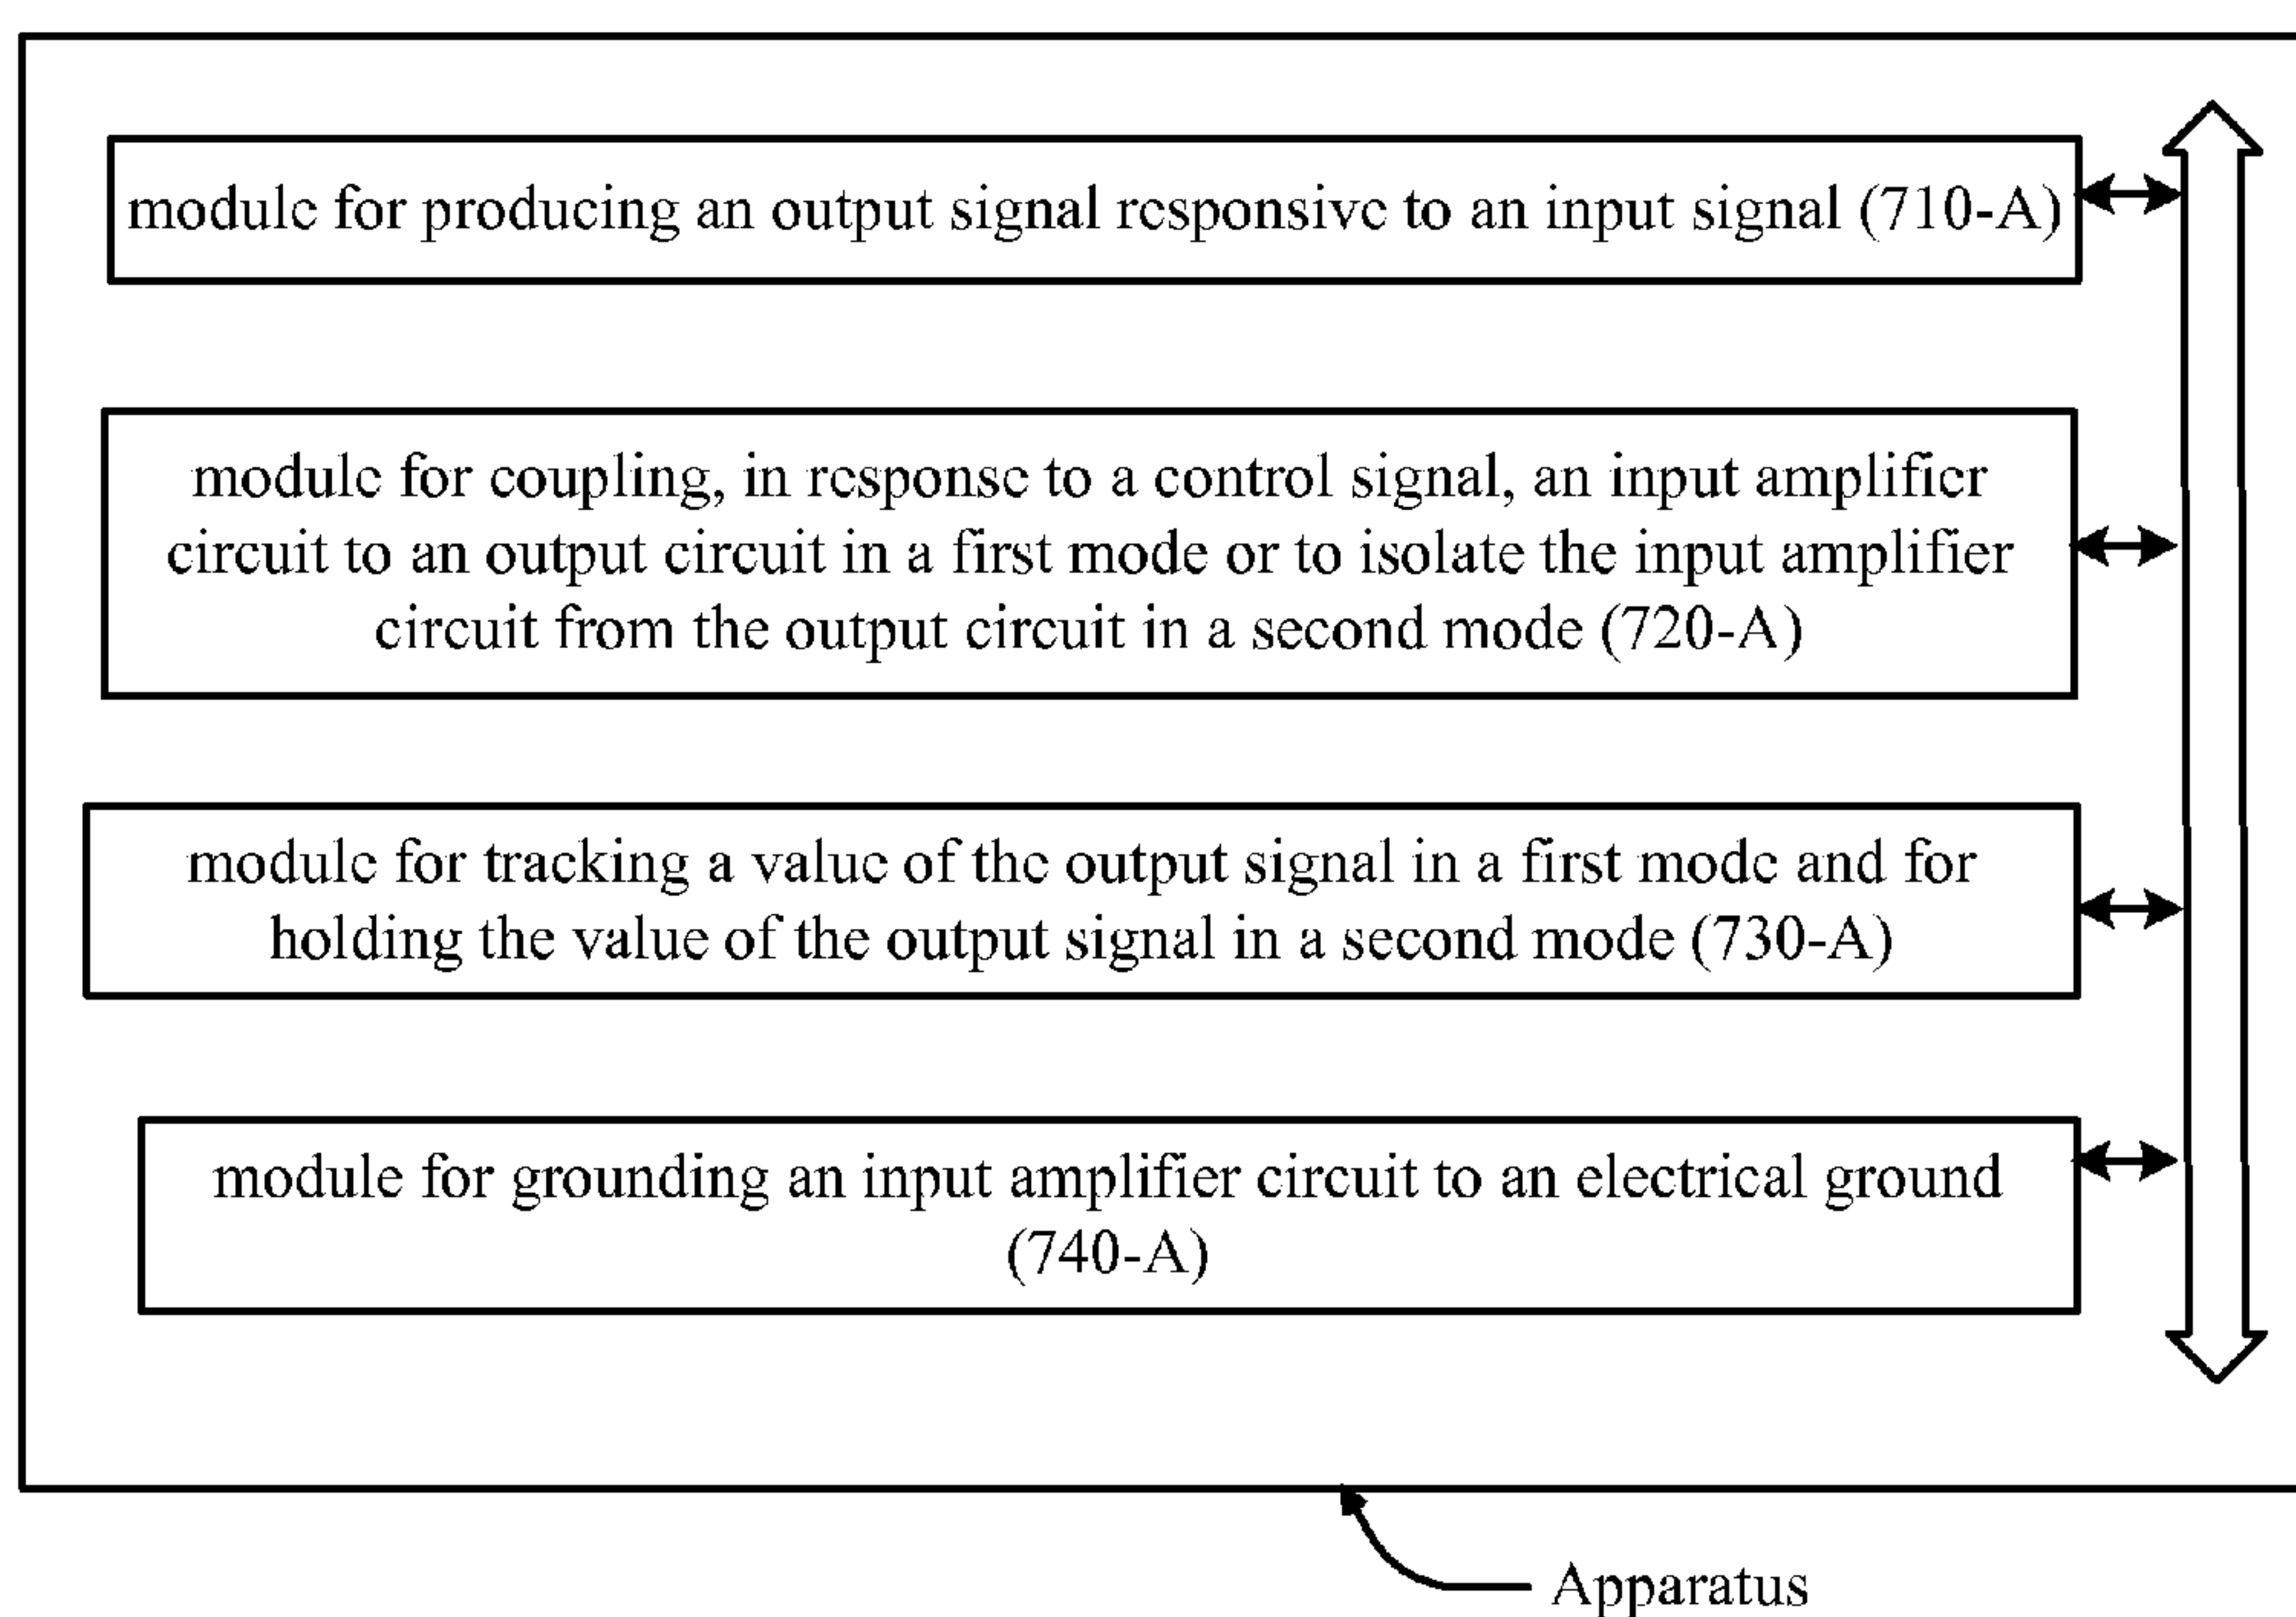 module for producing an output signal responsive to an input signal (710-A)
module for coupling, in response to a control signal, an input amplifier
circuit to an output circuit in a first mode or to isolate the input amplifier
circuit from the output circuit in a second mode (720-A)
module for tracking a value of the output signal in a first mode and for
holding the value of the output signal in a second mode (730-A)
module for grounding an input amplifier circuit to an electrical ground
(740-A)
Apparatus